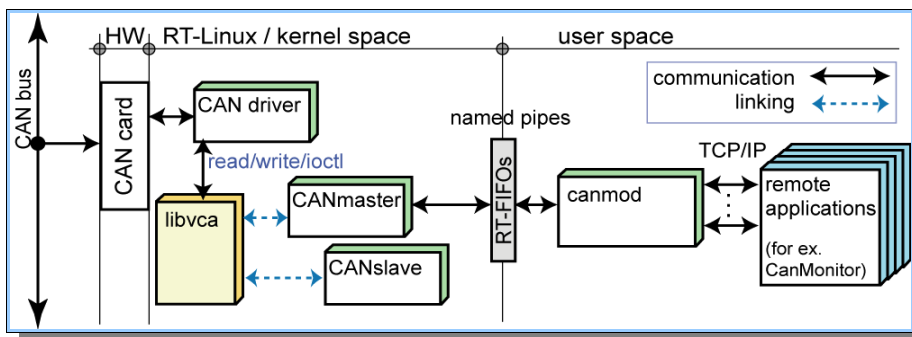 HW
RT-Linux / kernel space
user space
CAN bus
CAN card
CAN driver
communication
linking
named pipes
read/write/ioctl
TCP/IP
libvca
CANmaster
RT-FIFOs
canmod
remote
applications
(for ex.
CanMonitor)
CANslave